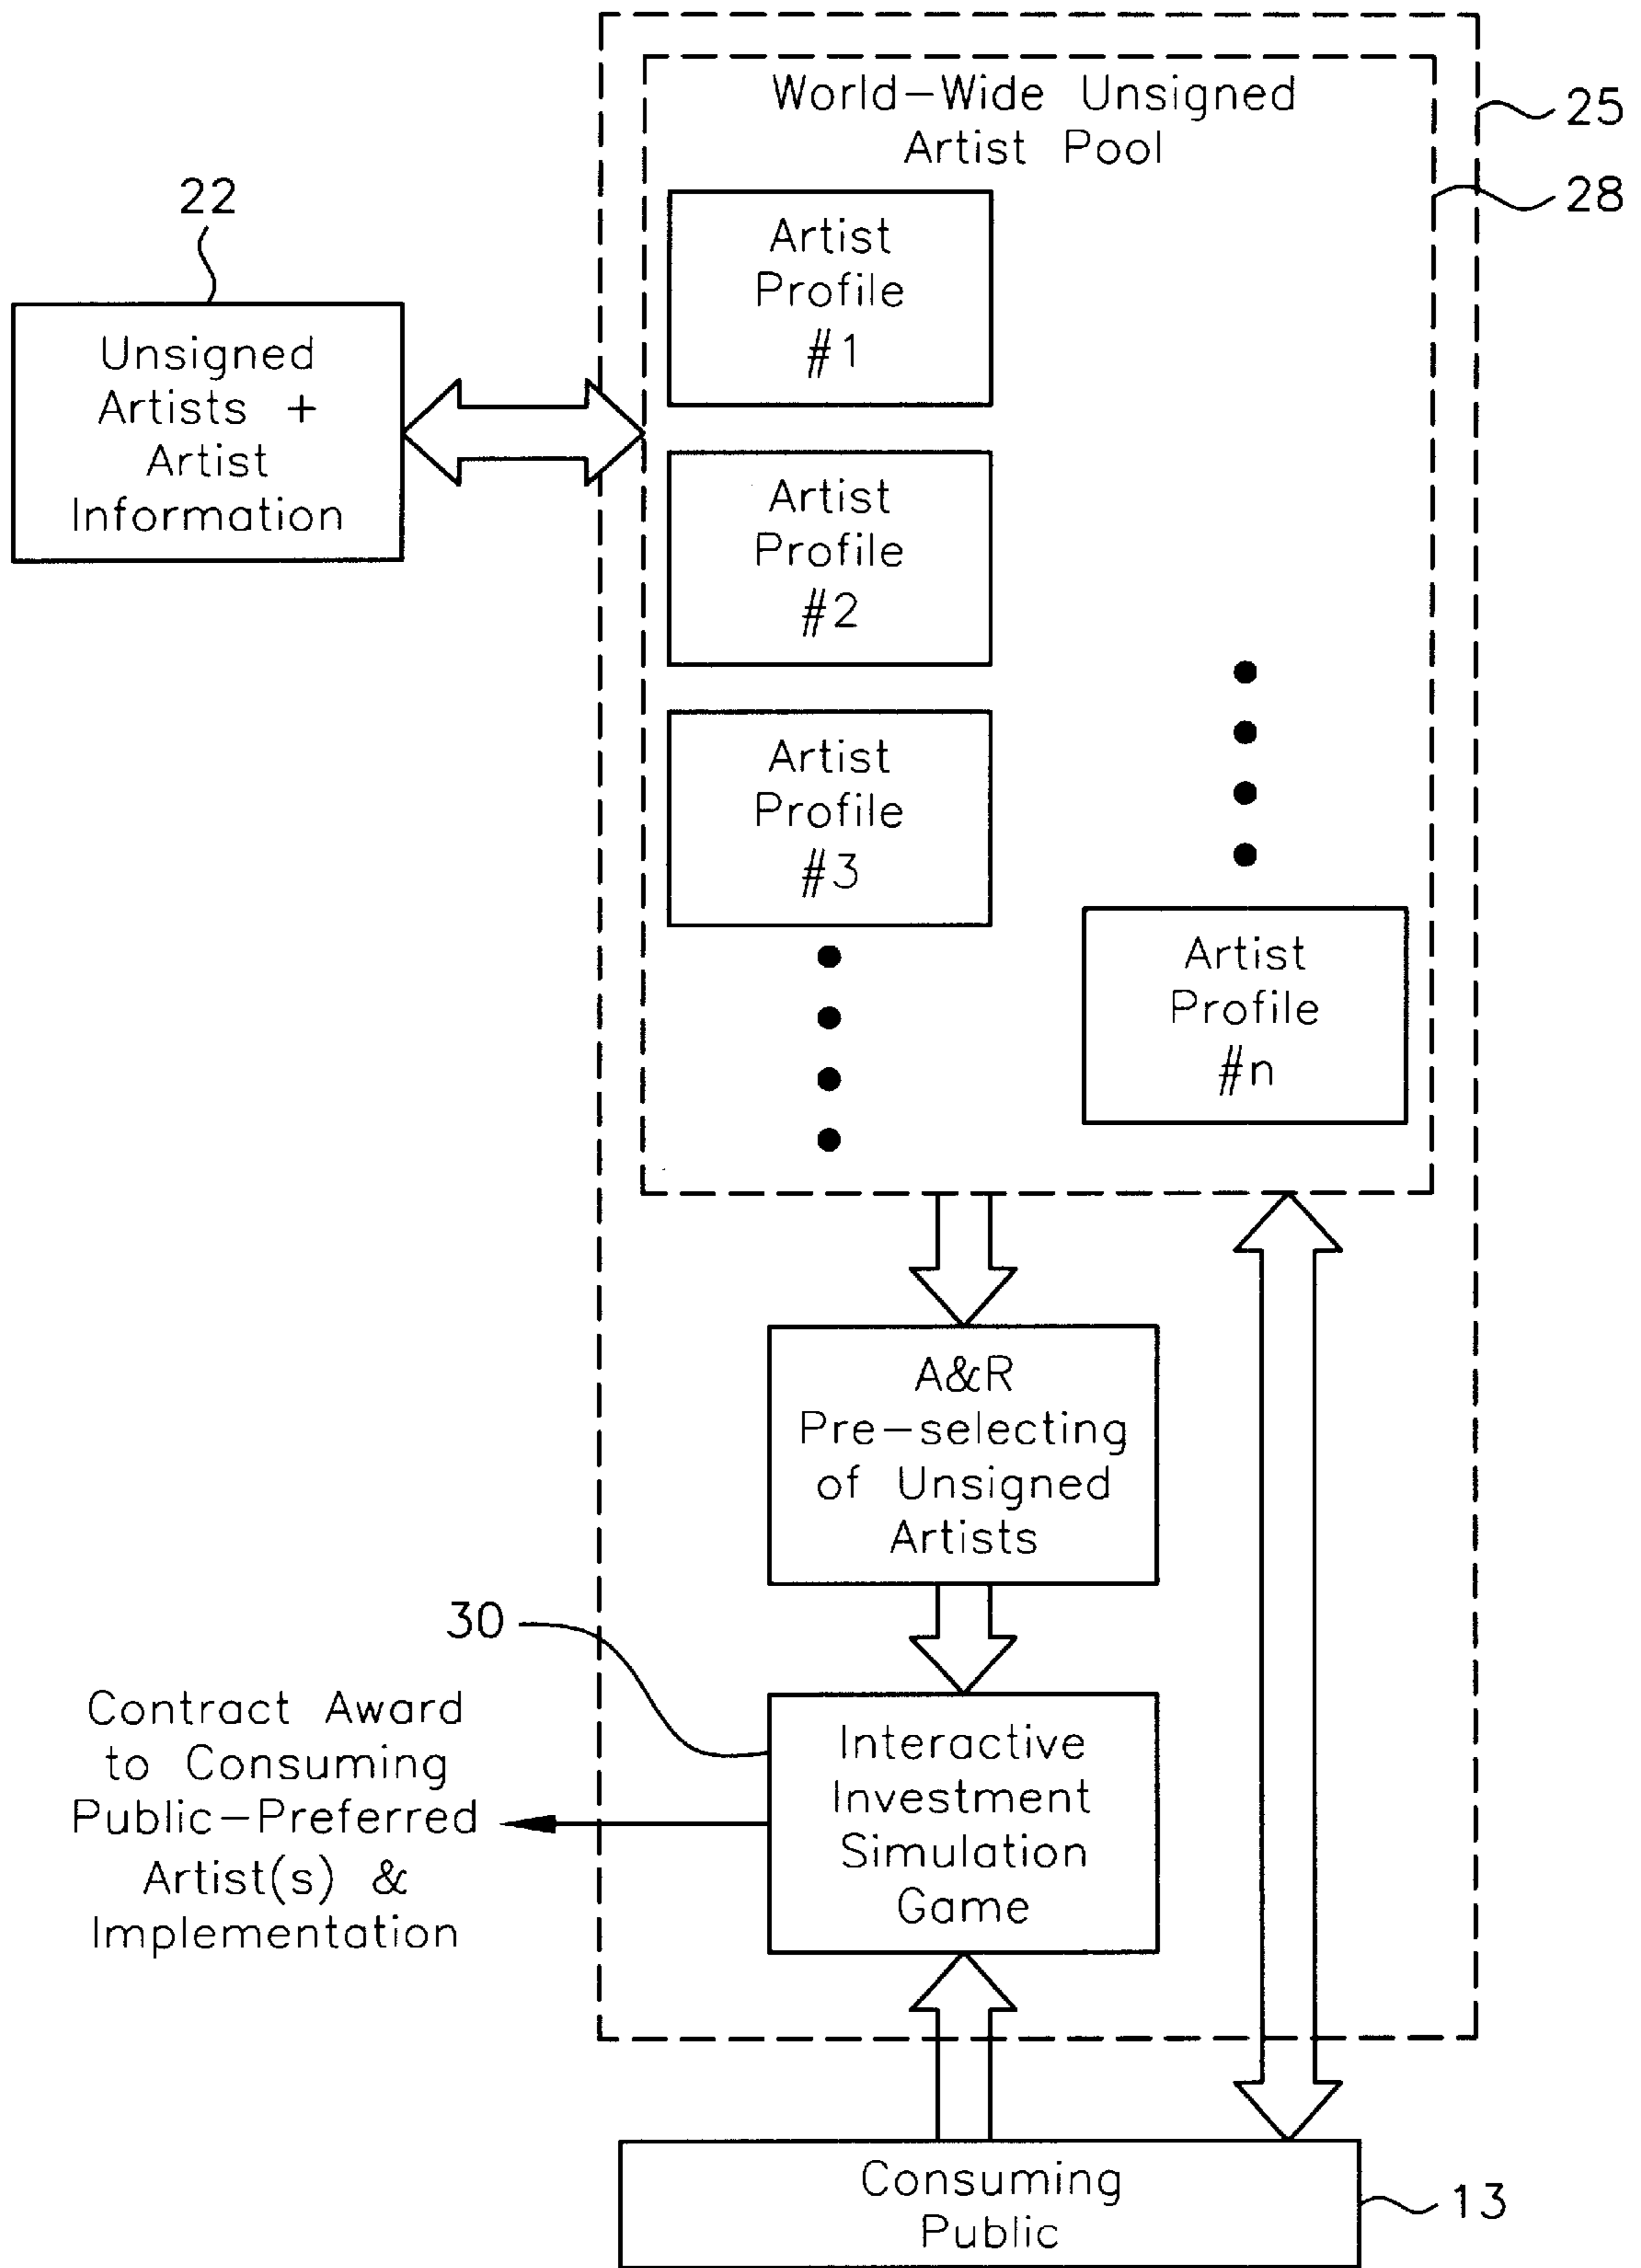 World-Wide Unsigned
Artist Pool
25
28
22
Unsigned
Artists +
Artist
Information
Artist
Profile
#1
Artist
Profile
#2
Artist
Profile
#3
Artist
Profile
#n
A&R
Pre-selecting
of Unsigned
Artists
30
Contract Award
to Consuming
Public-Preferred
Artist(s) &
Implementation
Interactive
Investment
Simulation
Game
Consuming
Public
13